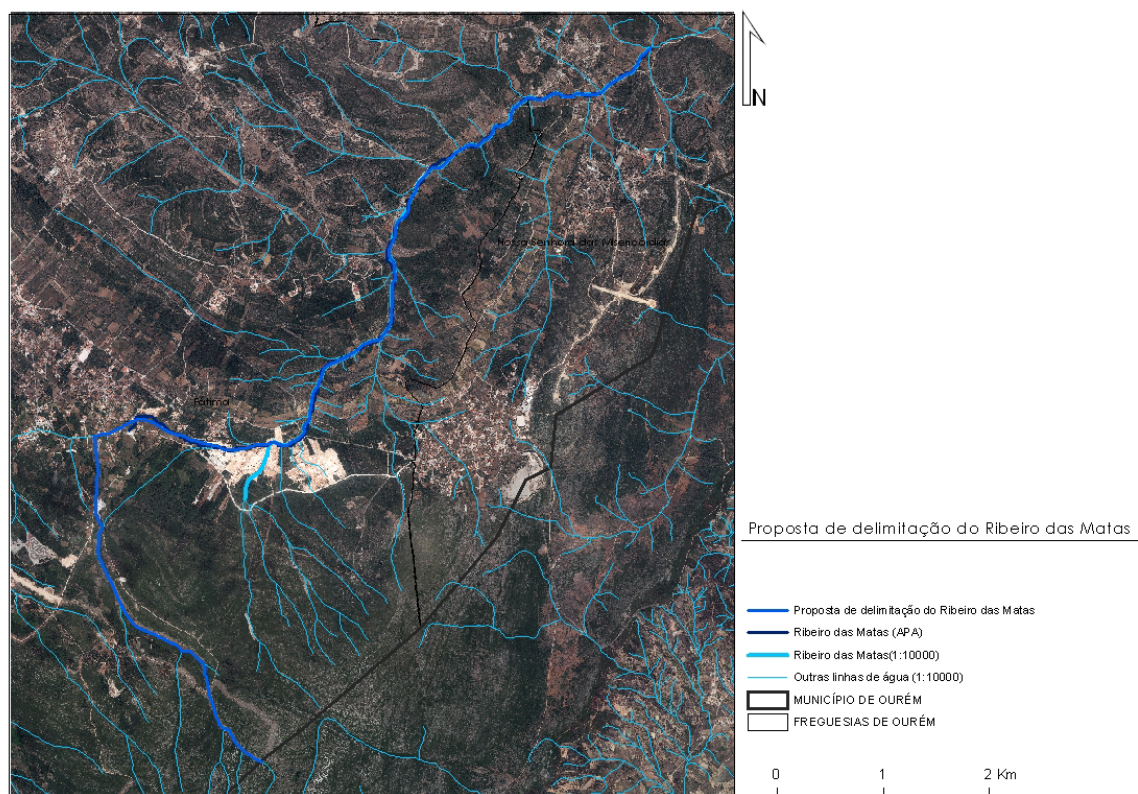 N
Nossa Senhora das Misericórdias
Fátima
Proposta de delimitação do Ribeiro das Matas
Proposta de delimitação do Ribeiro das Matas
Ribeiro das Matas (APA)
Ribeiro das Matas(1:10000)
Outras linhas de água (1:10000)
MUNICÍPIO DE OURÉM
FREGUESIAS DE OURÉM
0 1 2 Km